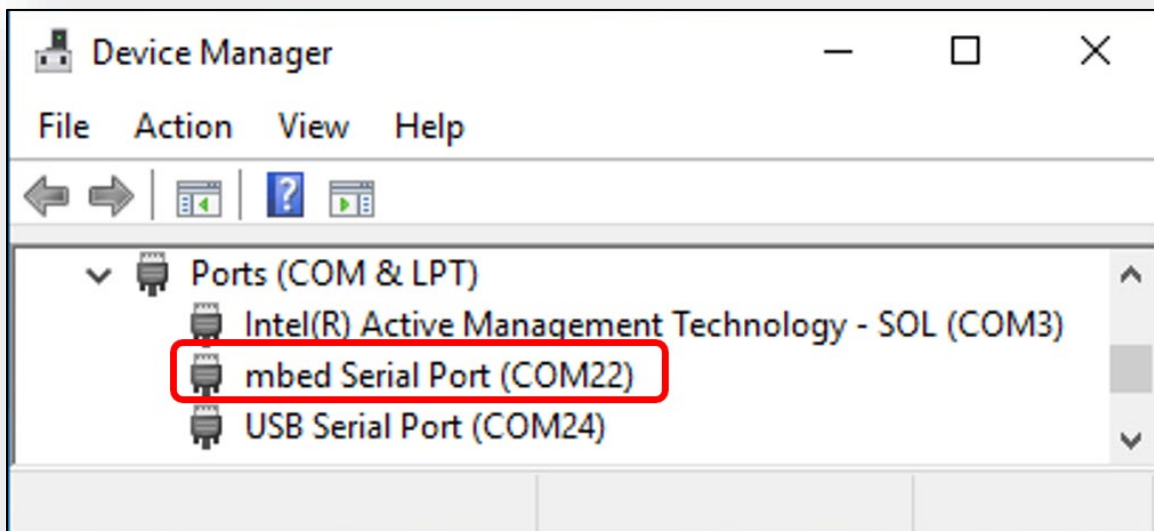 Device Manager
File Action View Help
?
Ports (COM & LPT)
Intel(R) Active Management Technology - SOL (COM3)
mbed Serial Port (COM22)
USB Serial Port (COM24)